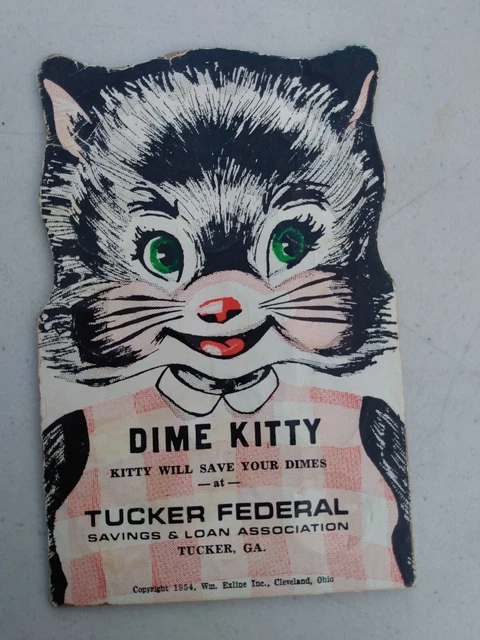 DIME KITTY
KITTY WILL SAVE YOUR DIMES
— at —
TUCKER FEDERAL
SAVINGS & LOAN ASSOCIATION
TUCKER, GA.
Copyright 1954, Wm. Exline Inc., Cleveland, Ohio